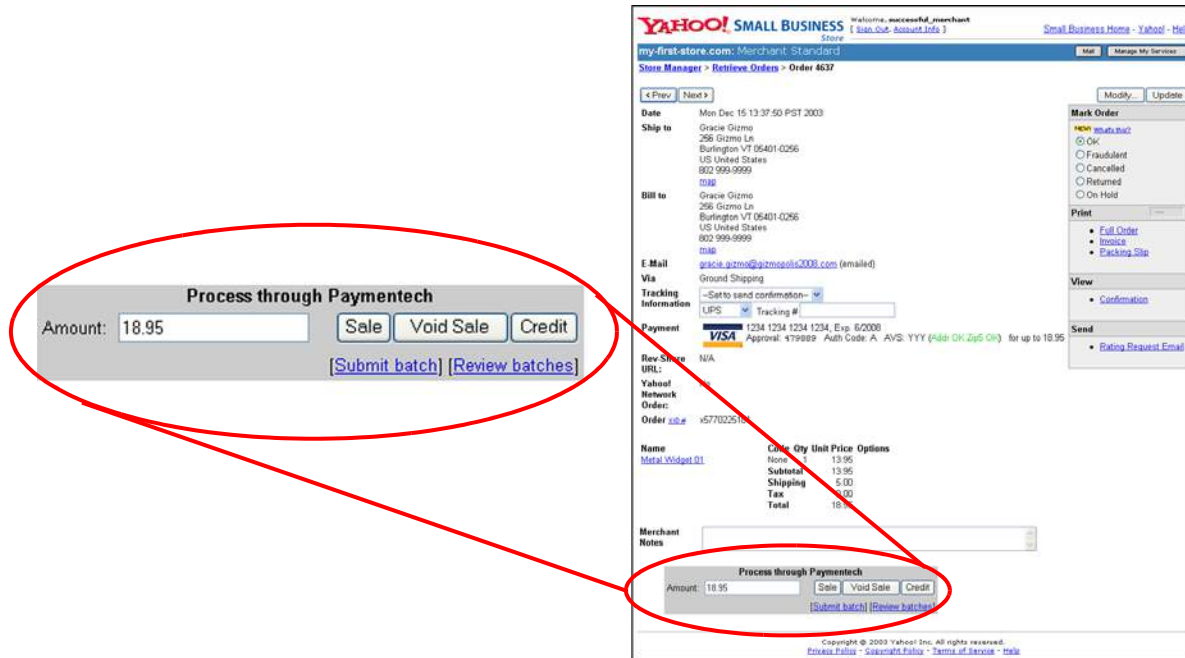 Process through Paymentech
Amount: 18.95 Sale Void Sale Credit
[Submit batch] [Review batches]
YAHOO! SMALL BUSINESS
Store
Welcome, successful_merchant
[ Sign Out, Account Info ]
Small Business Home - Yahoo! - Hel
my-first-store.com: Merchant Standard
Mail Manage My Services
Store Manager > Retrieve Orders > Order 4637
< Prev Next >
Modify... Update
Date Mon Dec 15 13:37:50 PST 2003
Ship to Gracie Gizmo
256 Gizmo Ln
Burlington VT 05401-0256
US United States
802 999-9999
map
Bill to Gracie Gizmo
256 Gizmo Ln
Burlington VT 05401-0256
US United States
802 999-9999
map
E-Mail gracie.gizmo@gizmopolis2008.com (emailed)
Via Ground Shipping
Tracking Information --Set to send confirmation--
UPS Tracking #
Payment VISA 1234 1234 1234 1234, Exp. 6/2008
Approval: 479889 Auth Code: A AVS: YYY (Addr OK Zip5 OK) for up to 18.95
Rev-Share URL: N/A
Yahoo! Network Order:
Order XID # x577022518
Mark Order
NEW! What's this?
OK
Fraudulent
Cancelled
Returned
On Hold
Print
Full Order
Invoice
Packing Slip
View
Confirmation
Send
Rating Request Email
Name Code Qty Unit Price Options
Metal Widget 01 None 1 13.95
Subtotal 13.95
Shipping 5.00
Tax 0.00
Total 18.95
Merchant Notes
Process through Paymentech
Amount: 18.95 Sale Void Sale Credit
[Submit batch] [Review batches]
Copyright © 2003 Yahoo! Inc. All rights reserved.
Privacy Policy - Copyright Policy - Terms of Service - Help